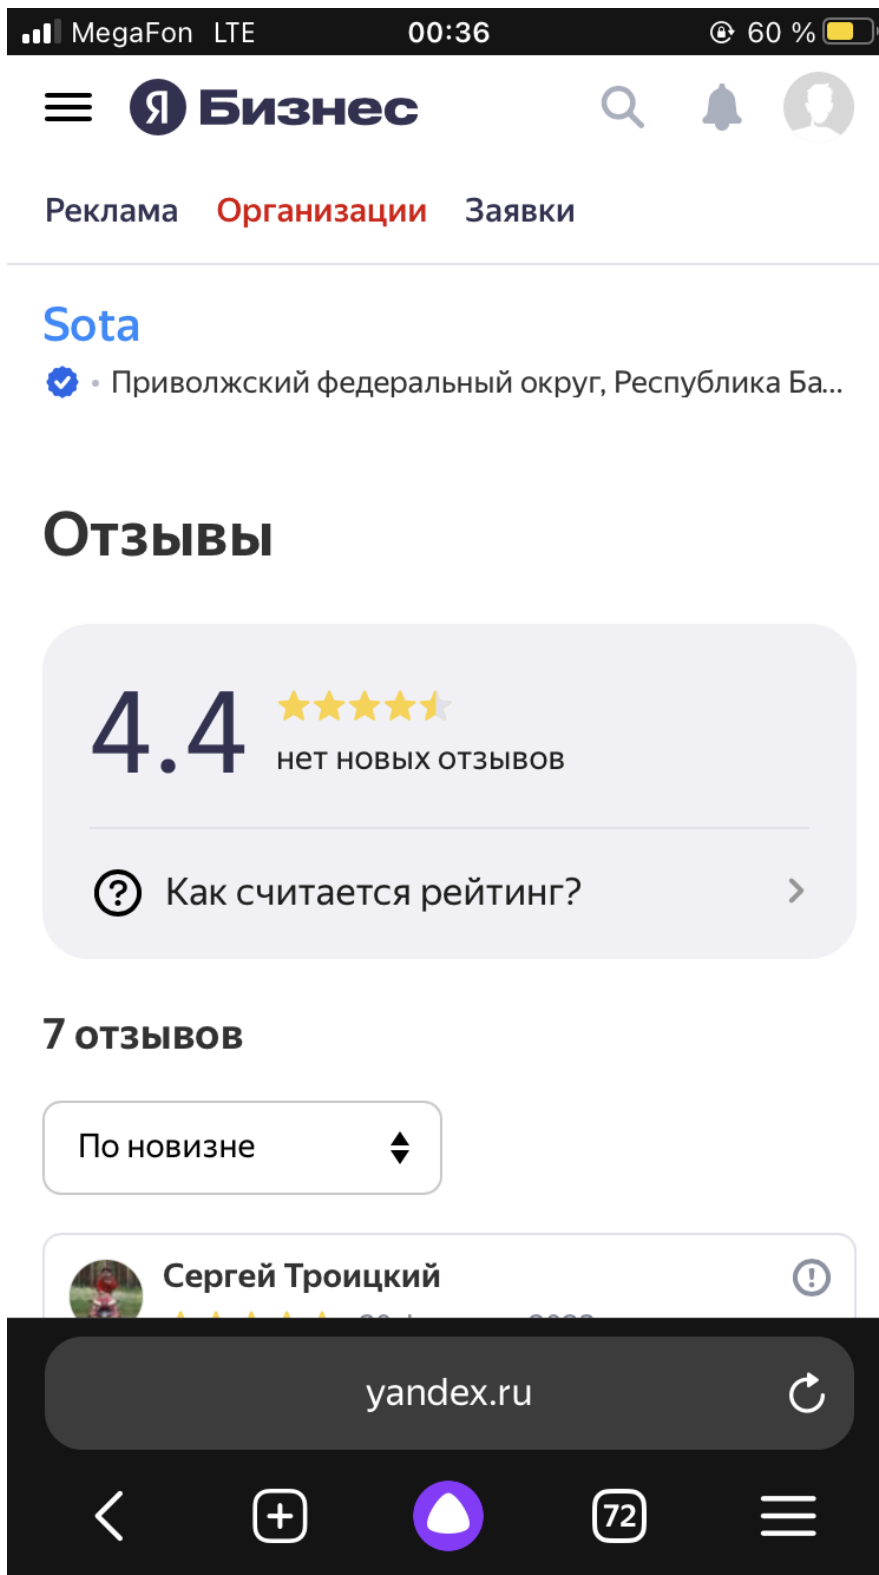 MegaFon LTE 00:36 60 %
Я Бизнес
Реклама Организации Заявки
Sota
• Приволжский федеральный округ, Республика Ба...
Отзывы
4.4
нет новых отзывов
Как считается рейтинг?
7 отзывов
По новизне
Сергей Троицкий
yandex.ru
72